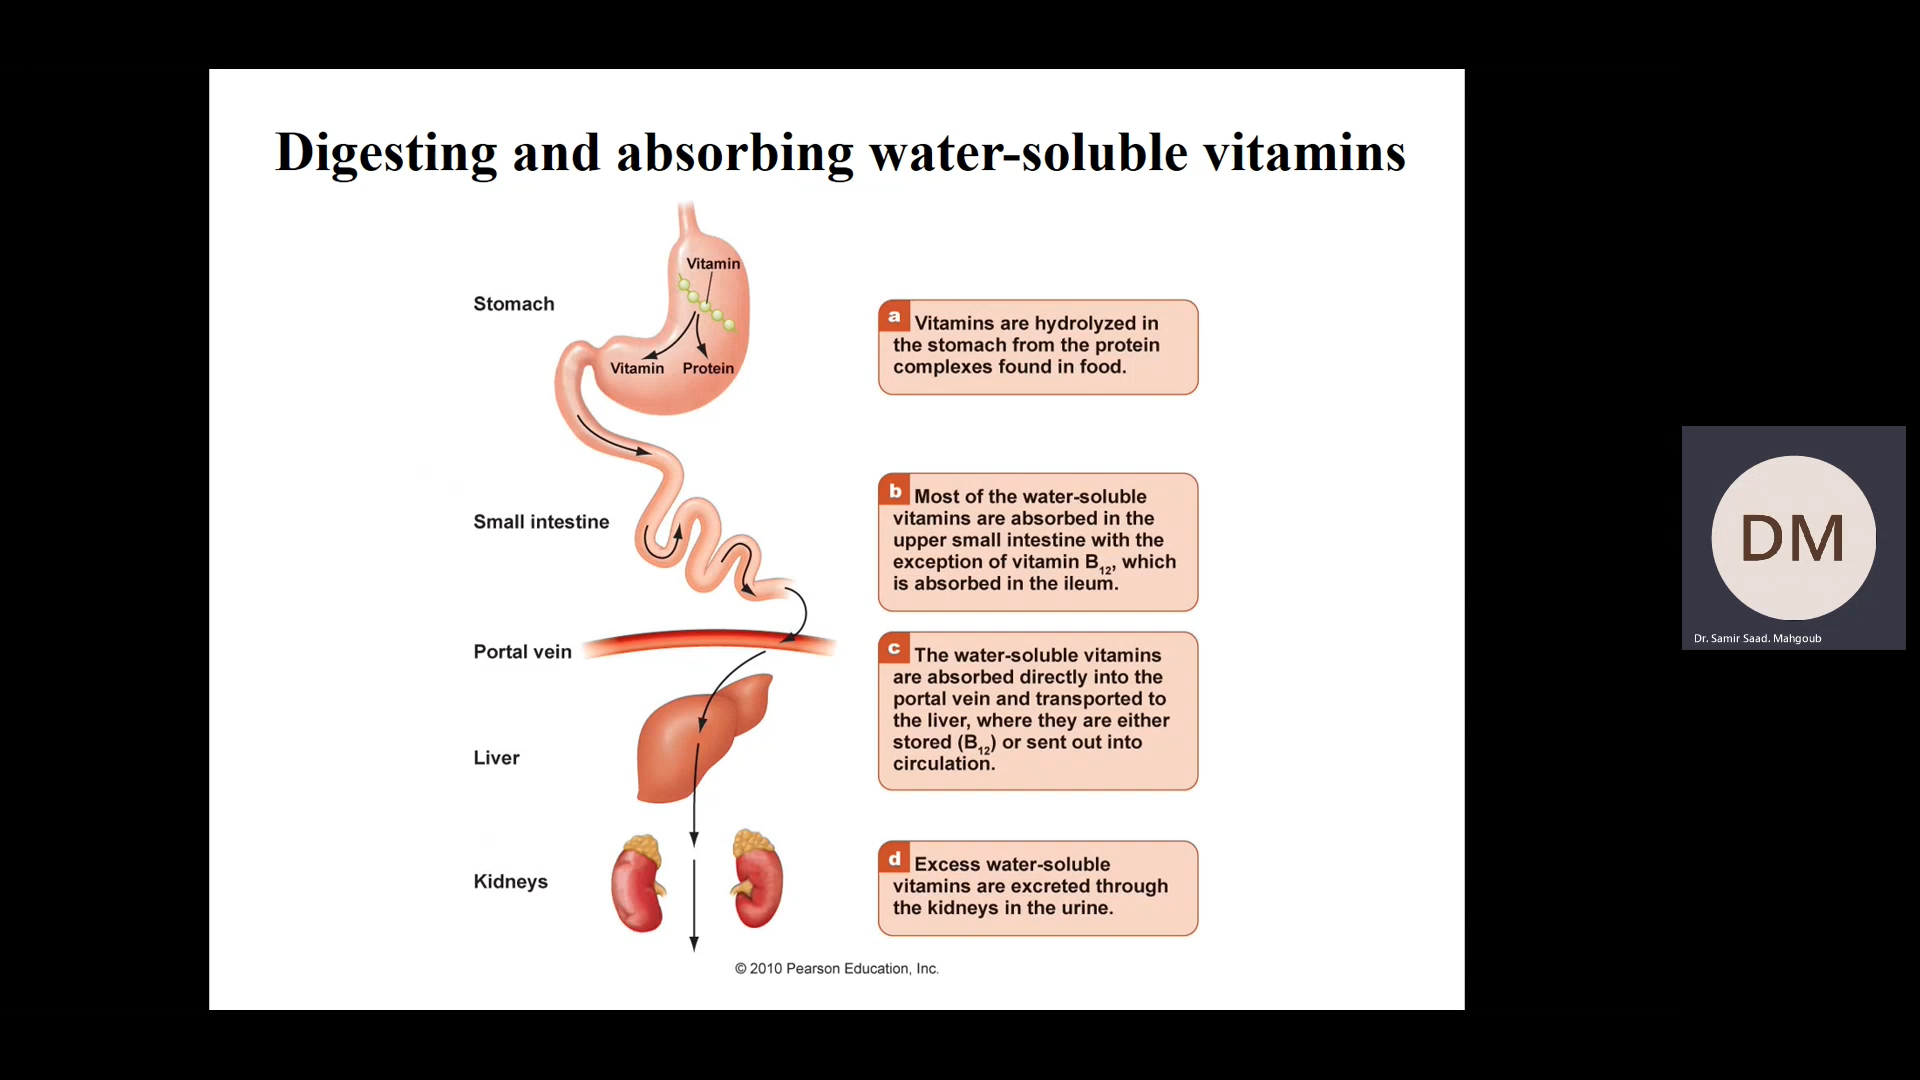 Digesting and absorbing water-soluble vitamins
Vitamin
Stomach
Vitamin Protein
a Vitamins are hydrolyzed in
the stomach from the protein
complexes found in food.
Small intestine
b Most of the water-soluble
vitamins are absorbed in the
upper small intestine with the
exception of vitamin B12, which
is absorbed in the ileum.
Portal vein
c The water-soluble vitamins
are absorbed directly into the
portal vein and transported to
the liver, where they are either
stored (B12) or sent out into
circulation.
Liver
Kidneys
d Excess water-soluble
vitamins are excreted through
the kidneys in the urine.
© 2010 Pearson Education, Inc.
DM
Dr. Samir Saad. Mahgoub